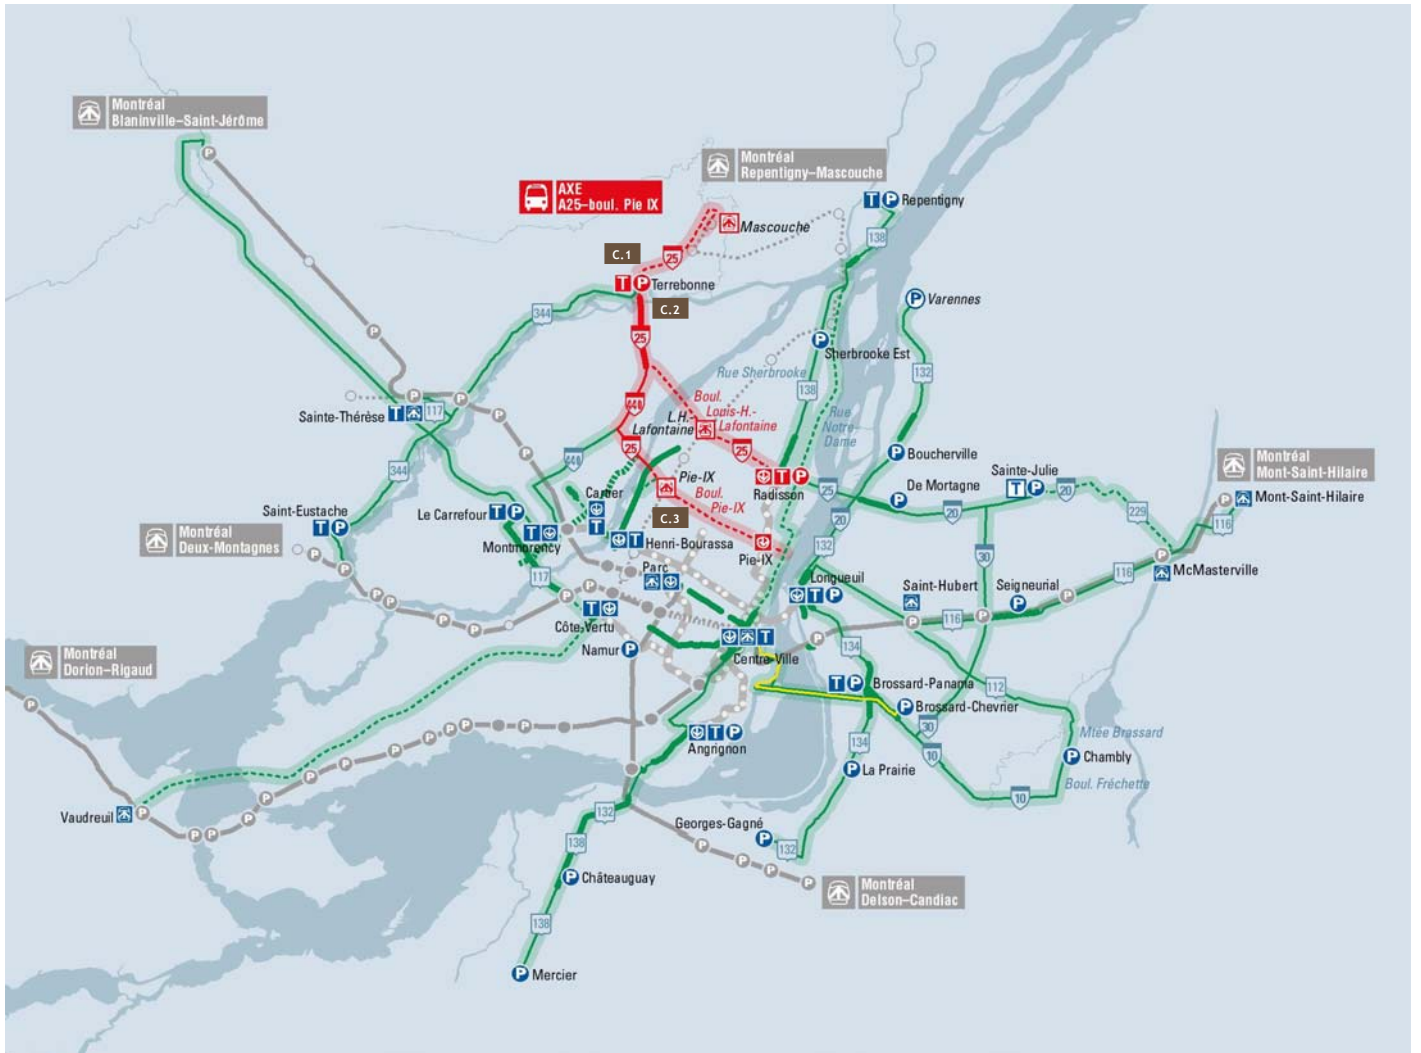 Montréal
Blaninville–Saint-Jérôme
Montréal
Repentigny–Mascouche
AXE
A25–boul. Pie IX
T P Repentigny
138
Mascouche
C.1
25
T P Terrebonne
C.2
344
25
P Varennes
P
Sherbrooke Est
Rue Sherbrooke
132
138
Boul.
Louis-H.-
Lafontaine
440
L.H.
Lafontaine
Sainte-Thérèse T
117
Rue
Notre-
Dame
25
25
440
344
P
Boucherville
Montréal
Mont-Saint-Hilaire
Pie-IX
T P
Radisson
25
De Mortagne
P
Sainte-Julie
T P
20
Mont-Saint-Hilaire
Cartier
T
Boul.
Pie-IX
C.3
Saint-Eustache
T P
Le Carrefour T P
20
20
229
116
Montréal
Deux-Montagnes
T
Montmorency
T Henri-Bourassa
Pie-IX
132
30
Parc
117
Longueuil
T P
Saint-Hubert
Seigneurial
P
116
McMasterville
T
Côte-Vertu
116
Namur P
T
Centre-Ville
134
Montréal
Dorion–Rigaud
T P Brossard-Panama
P Brossard-Chevrier
112
30
Mtée Brassard
T P
Angrignon
134
10
P Chambly
P La Prairie
Boul. Fréchette
10
Vaudreuil
132
Georges-Gagné
P
132
138
P Châteauguay
Montréal
Delson–Candiac
138
P Mercier